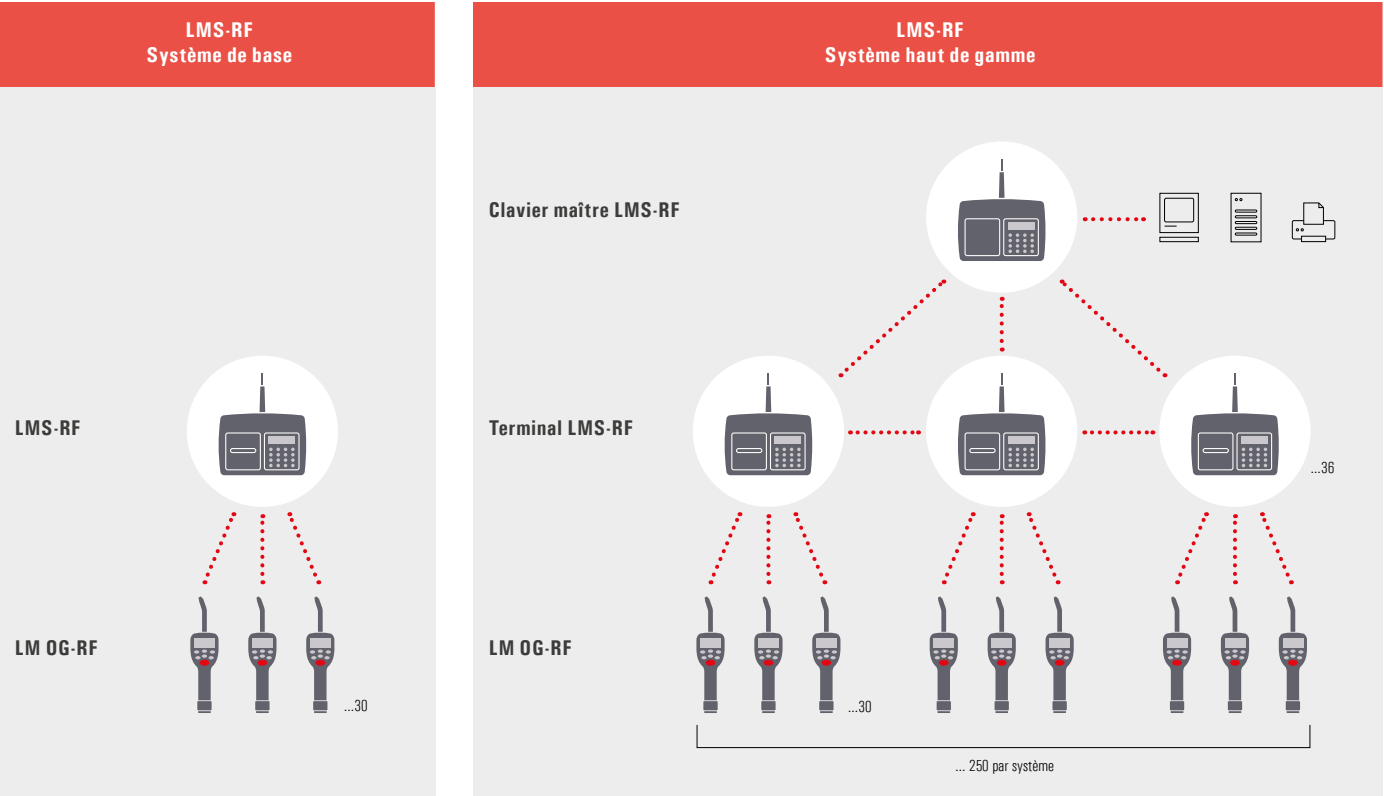 LMS-RF
Système de base
LMS-RF
LM OG-RF
...30
LMS-RF
Système haut de gamme
Clavier maître LMS-RF
Terminal LMS-RF
...36
LM OG-RF
...30
... 250 par système